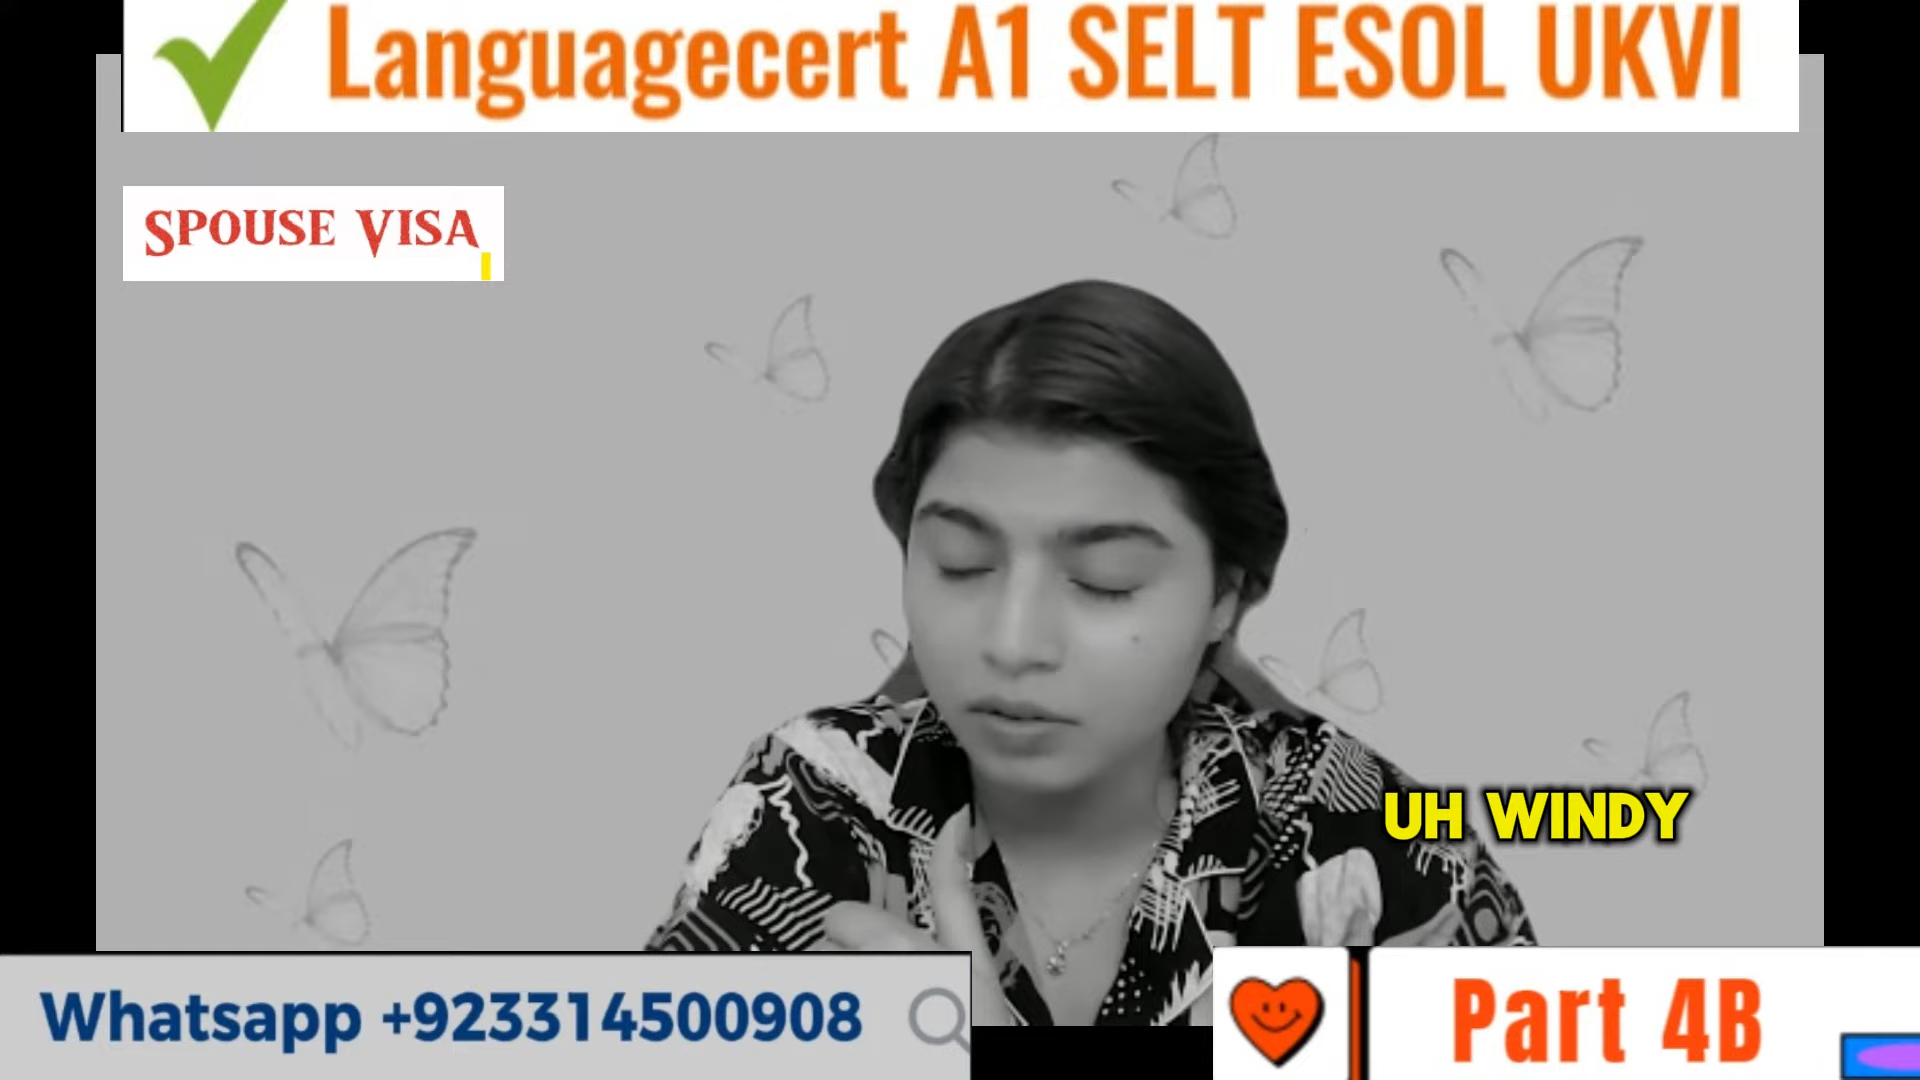 Languagecert A1 SELT ESOL UKVI
SPOUSE VISA
UH WINDY
Whatsapp +923314500908
Part 4B